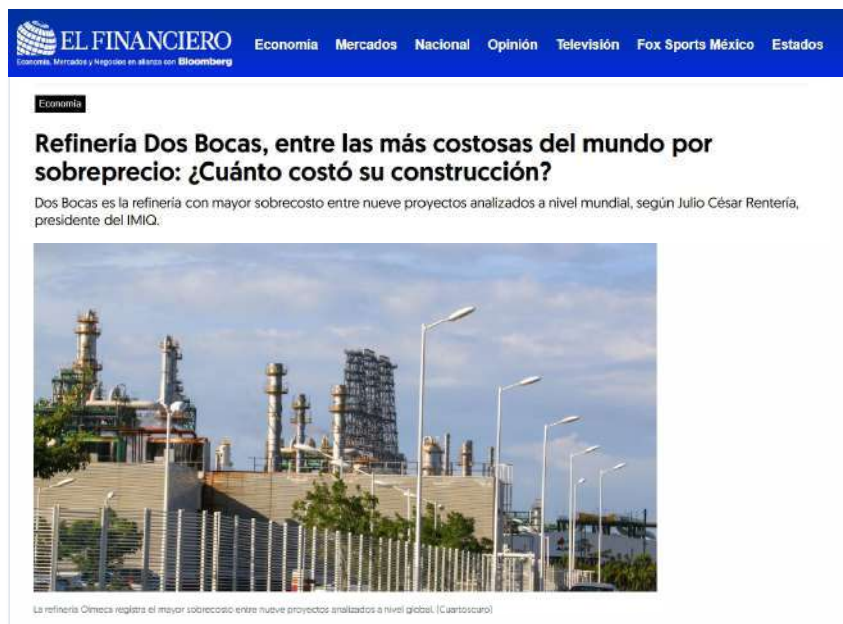 EL FINANCIERO
Economía, Mercados y Negocios en alianza con Bloomberg
Economía Mercados Nacional Opinión Televisión Fox Sports México Estados
Economía
Refinería Dos Bocas, entre las más costosas del mundo por
sobreprecio: ¿Cuánto costó su construcción?
Dos Bocas es la refinería con mayor sobrecosto entre nueve proyectos analizados a nivel mundial, según Julio César Rentería,
presidente del IMIQ.
La refinería Olmeca registra el mayor sobrecosto entre nueve proyectos analizados a nivel global. (Cuartoscuro)